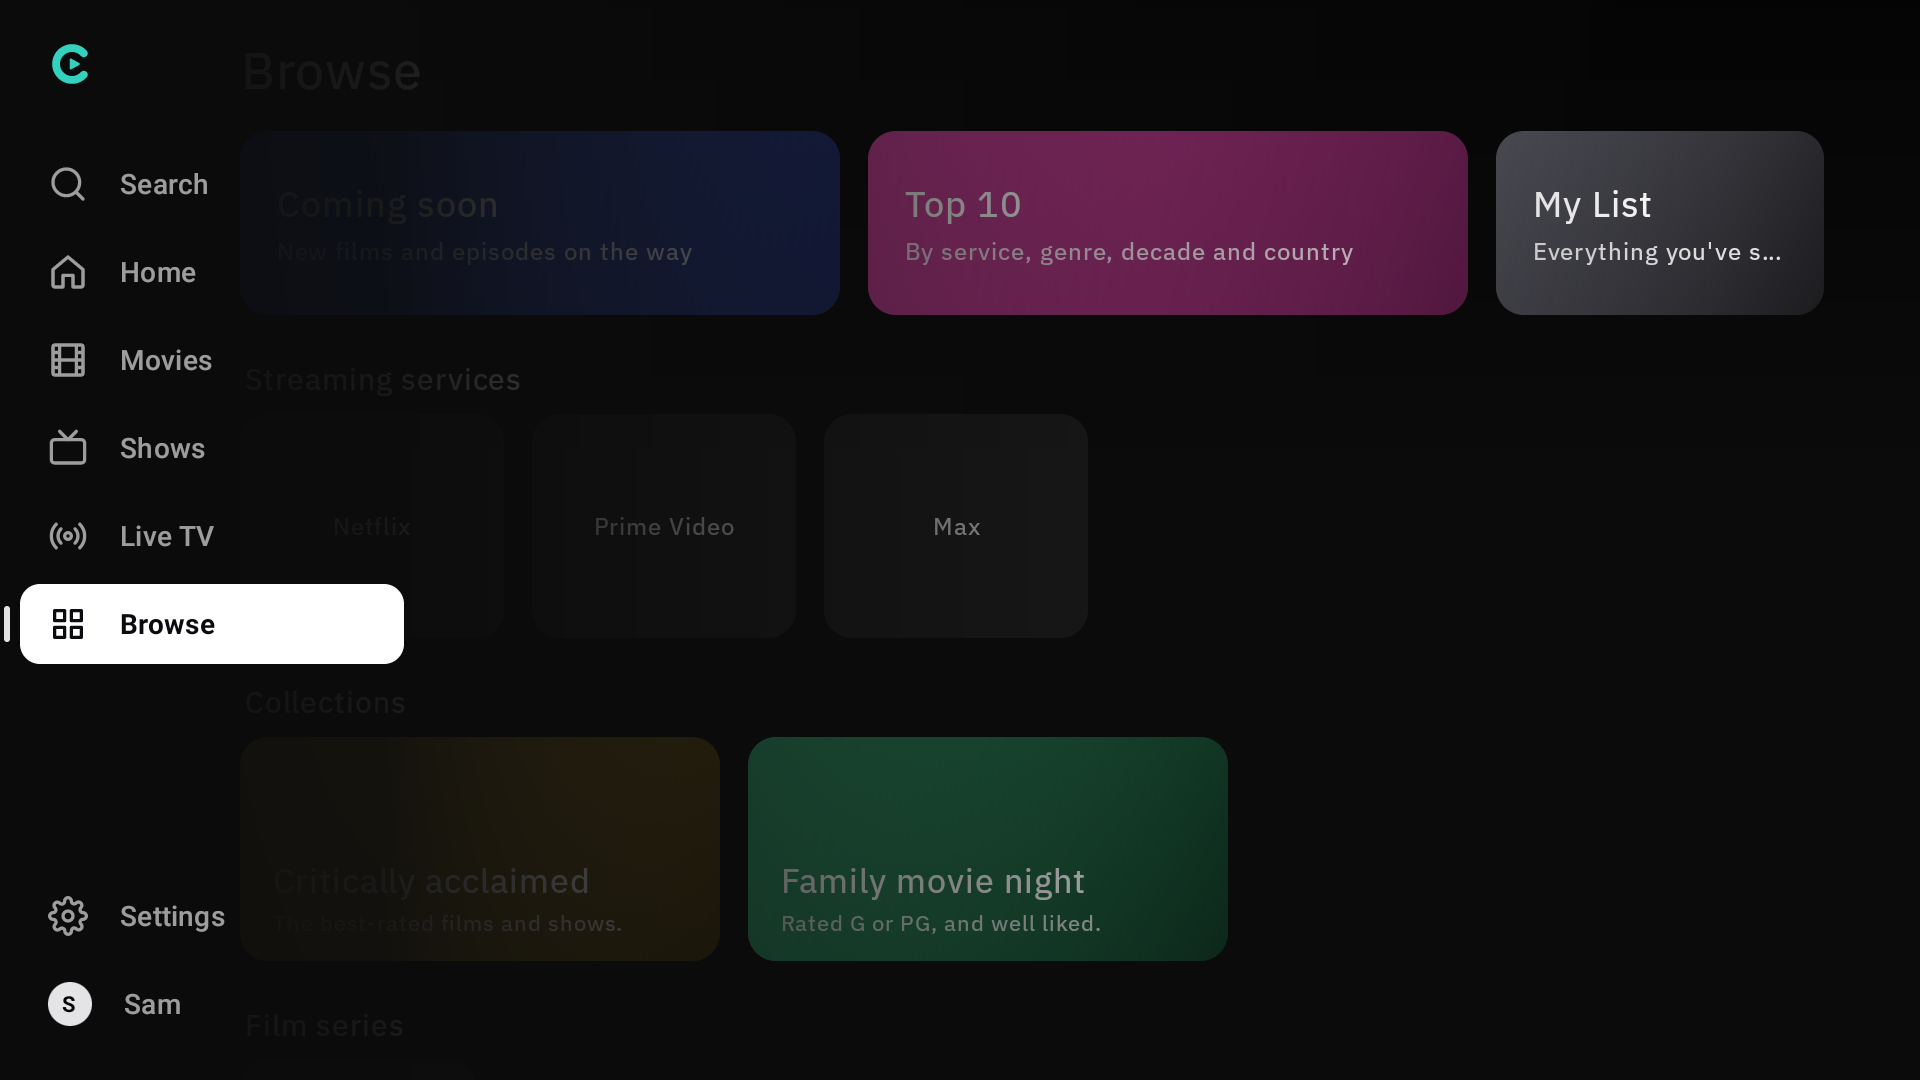 Browse
Search
Home
Movies
Shows
Live TV
Browse
Settings
S
Sam
Coming soon
New films and episodes on the way
Top 10
By service, genre, decade and country
My List
Everything you've s...
Streaming services
Netflix
Prime Video
Max
Collections
Critically acclaimed
The best-rated films and shows.
Family movie night
Rated G or PG, and well liked.
Film series